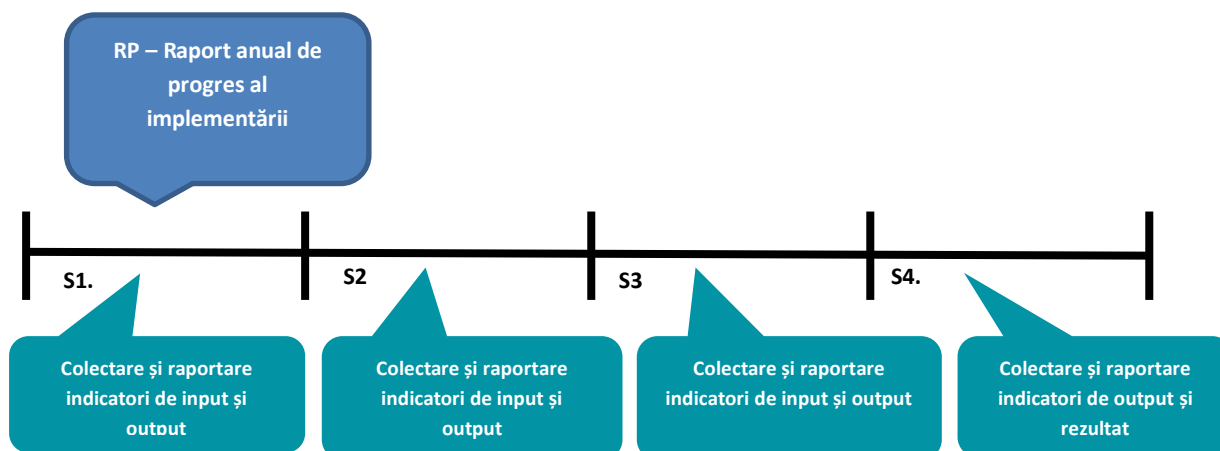 RP – Raport anual de
progres al
implementării
S1.
S2
S3
S4.
Colectare și raportare
indicatori de input și
output
Colectare și raportare
indicatori de input și
output
Colectare și raportare
indicatori de input și output
Colectare și raportare
indicatori de output și
rezultat